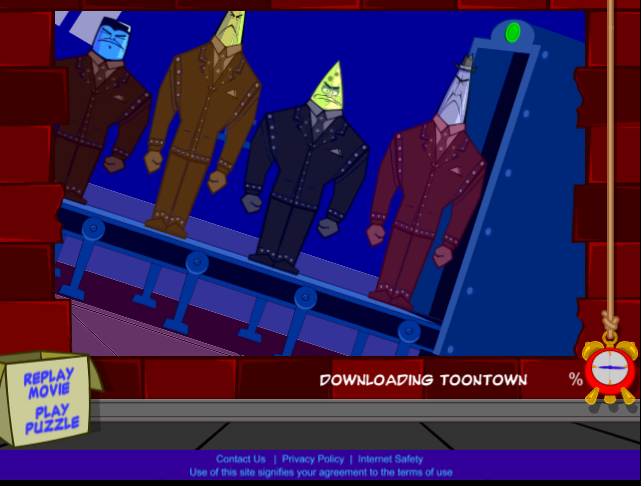 REPLAY
MOVIE
PLAY
PUZZLE
DOWNLOADING TOONTOWN %
Contact Us | Privacy Policy | Internet Safety
Use of this site signifies your agreement to the terms of use